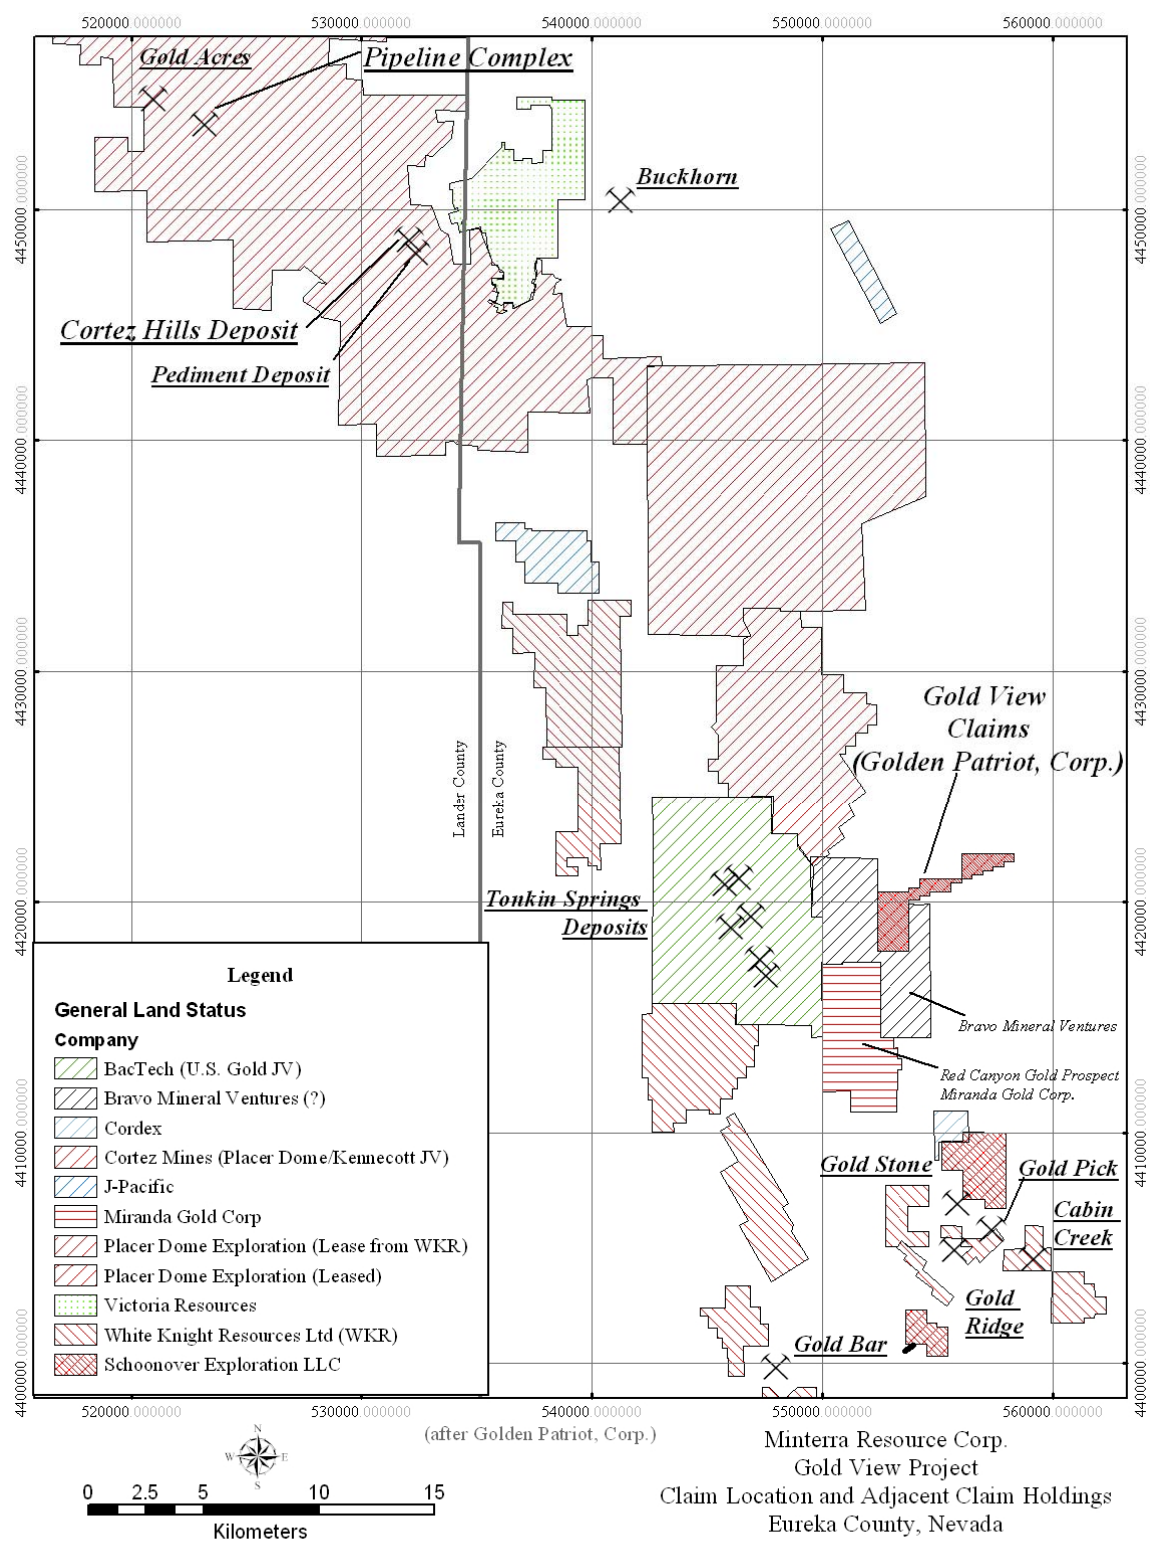 520000.000000 530000.000000 540000.000000 550000.000000 560000.000000
Gold Acres
Pipeline Complex
Buckhorn
4450000.000000
4450000.000000
Cortez Hills Deposit
Pediment Deposit
4440000.000000
4440000.000000
4430000.000000
4430000.000000
Gold View
Claims
(Golden Patriot, Corp.)
Lander County
Eureka County
Tonkin Springs
Deposits
4420000.000000
4420000.000000
Bravo Mineral Ventures
Red Canyon Gold Prospect
Miranda Gold Corp.
4410000.000000
4410000.000000
Gold Stone
Gold Pick
Cabin
Creek
Gold
Ridge
Gold Bar
4400000.000000
4400000.000000
Legend
General Land Status
Company
BacTech (U.S. Gold JV)
Bravo Mineral Ventures (?)
Cordex
Cortez Mines (Placer Dome/Kennecott JV)
J-Pacific
Miranda Gold Corp
Placer Dome Exploration (Lease from WKR)
Placer Dome Exploration (Leased)
Victoria Resources
White Knight Resources Ltd (WKR)
Schoonover Exploration LLC
520000.000000 530000.000000 540000.000000 550000.000000 560000.000000
(after Golden Patriot, Corp.)
N
W E
S
0 2.5 5 10 15
Kilometers
Minterra Resource Corp.
Gold View Project
Claim Location and Adjacent Claim Holdings
Eureka County, Nevada